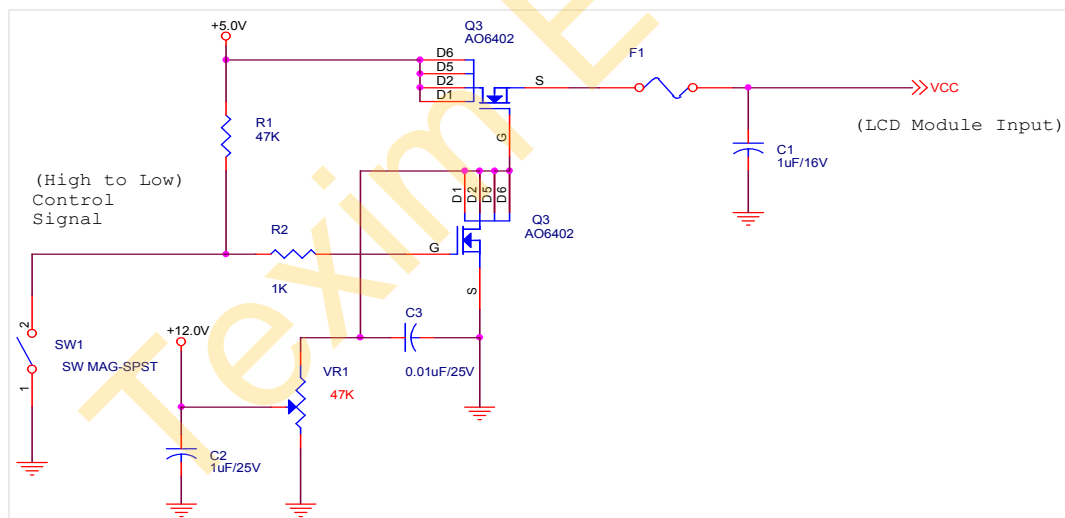 +5.0V
Q3
AO6402
D6
D5
D2
D1
S
G
F1
VCC
(LCD Module Input)
C1
1uF/16V
R1
47K
(High to Low)
Control
Signal
D1
D2
D5
D6
Q3
AO6402
R2
1K
G
S
2
SW1
SW MAG-SPST
1
+12.0V
C3
0.01uF/25V
VR1
47K
C2
1uF/25V
Texim E